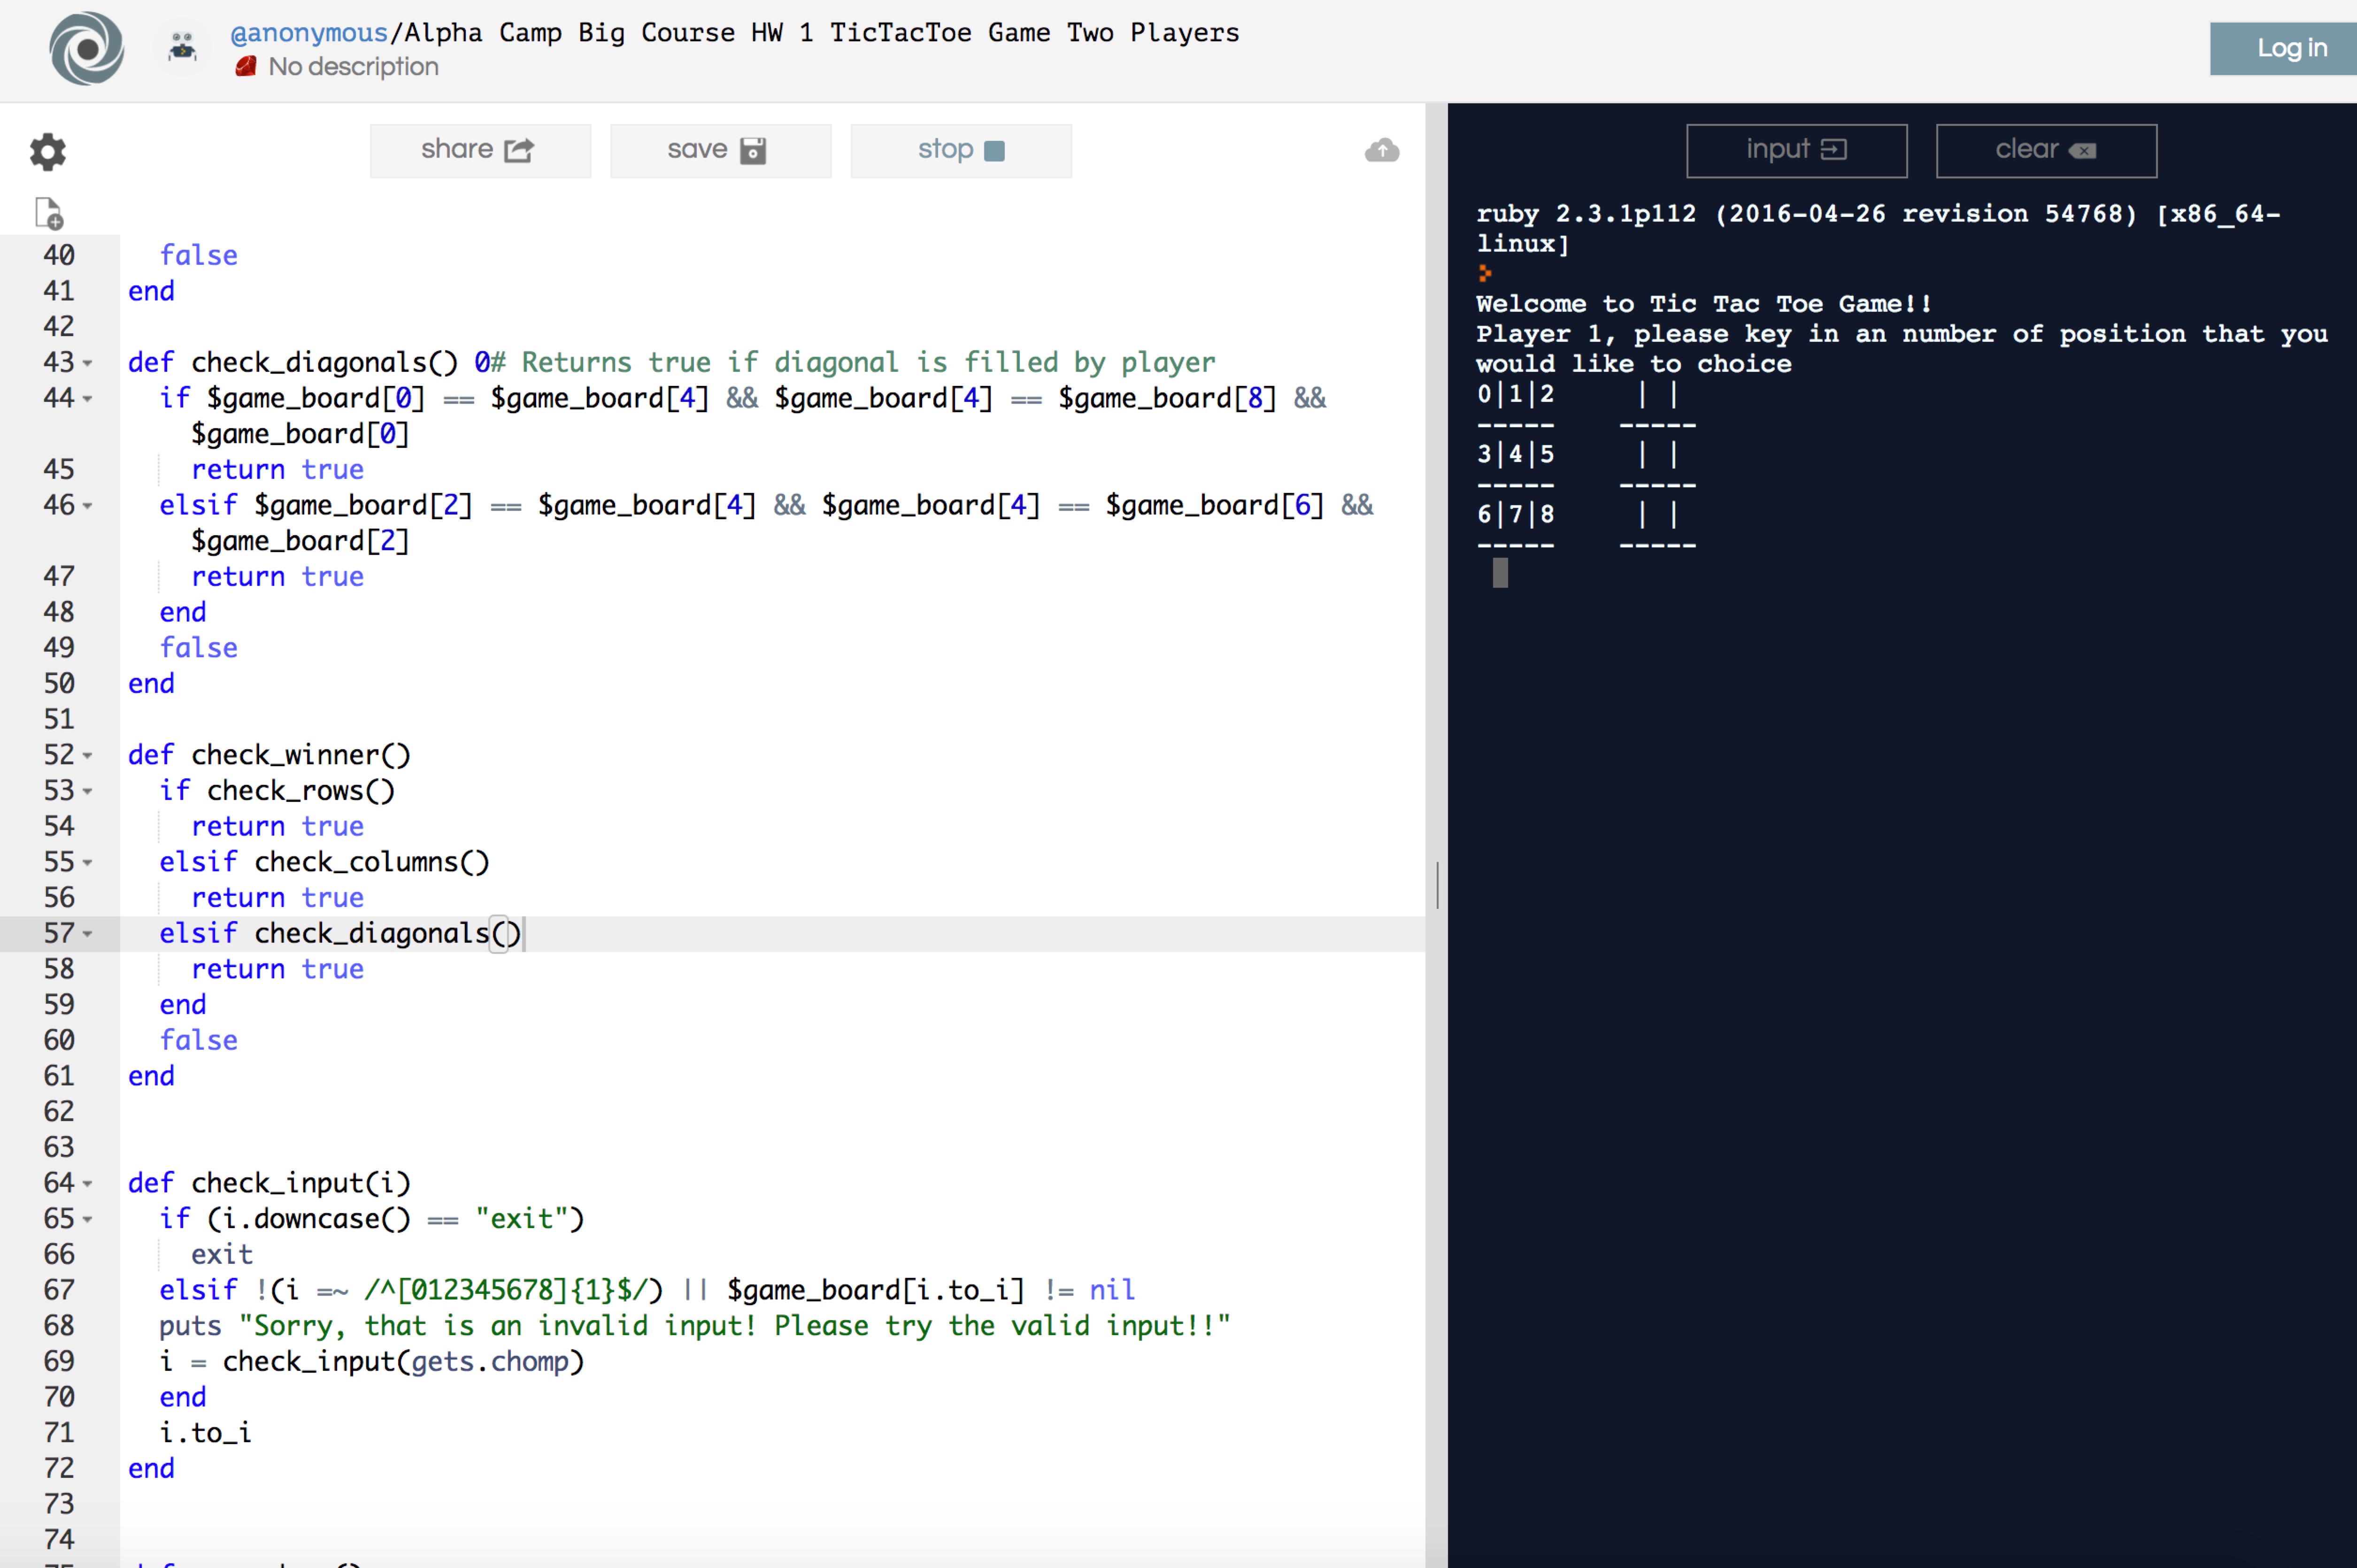 @anonymous/Alpha Camp Big Course HW 1 TicTacToe Game Two Players
No description
Log in
share
save
stop
40 false
41 end
42
43 def check_diagonals() 0# Returns true if diagonal is filled by player
44 if $game_board[0] == $game_board[4] && $game_board[4] == $game_board[8] &&
$game_board[0]
45 return true
46 elsif $game_board[2] == $game_board[4] && $game_board[4] == $game_board[6] &&
$game_board[2]
47 return true
48 end
49 false
50 end
51
52 def check_winner()
53 if check_rows()
54 return true
55 elsif check_columns()
56 return true
57 elsif check_diagonals()
58 return true
59 end
60 false
61 end
62
63
64 def check_input(i)
65 if (i.downcase() == "exit")
66 exit
67 elsif !(i =~ /^[012345678]{1}$/) || $game_board[i.to_i] != nil
68 puts "Sorry, that is an invalid input! Please try the valid input!!"
69 i = check_input(gets.chomp)
70 end
71 i.to_i
72 end
73
74
input
clear
ruby 2.3.1p112 (2016-04-26 revision 54768) [x86_64-
linux]
Welcome to Tic Tac Toe Game!!
Player 1, please key in an number of position that you
would like to choice
0|1|2 | |
----- -----
3|4|5 | |
----- -----
6|7|8 | |
----- -----